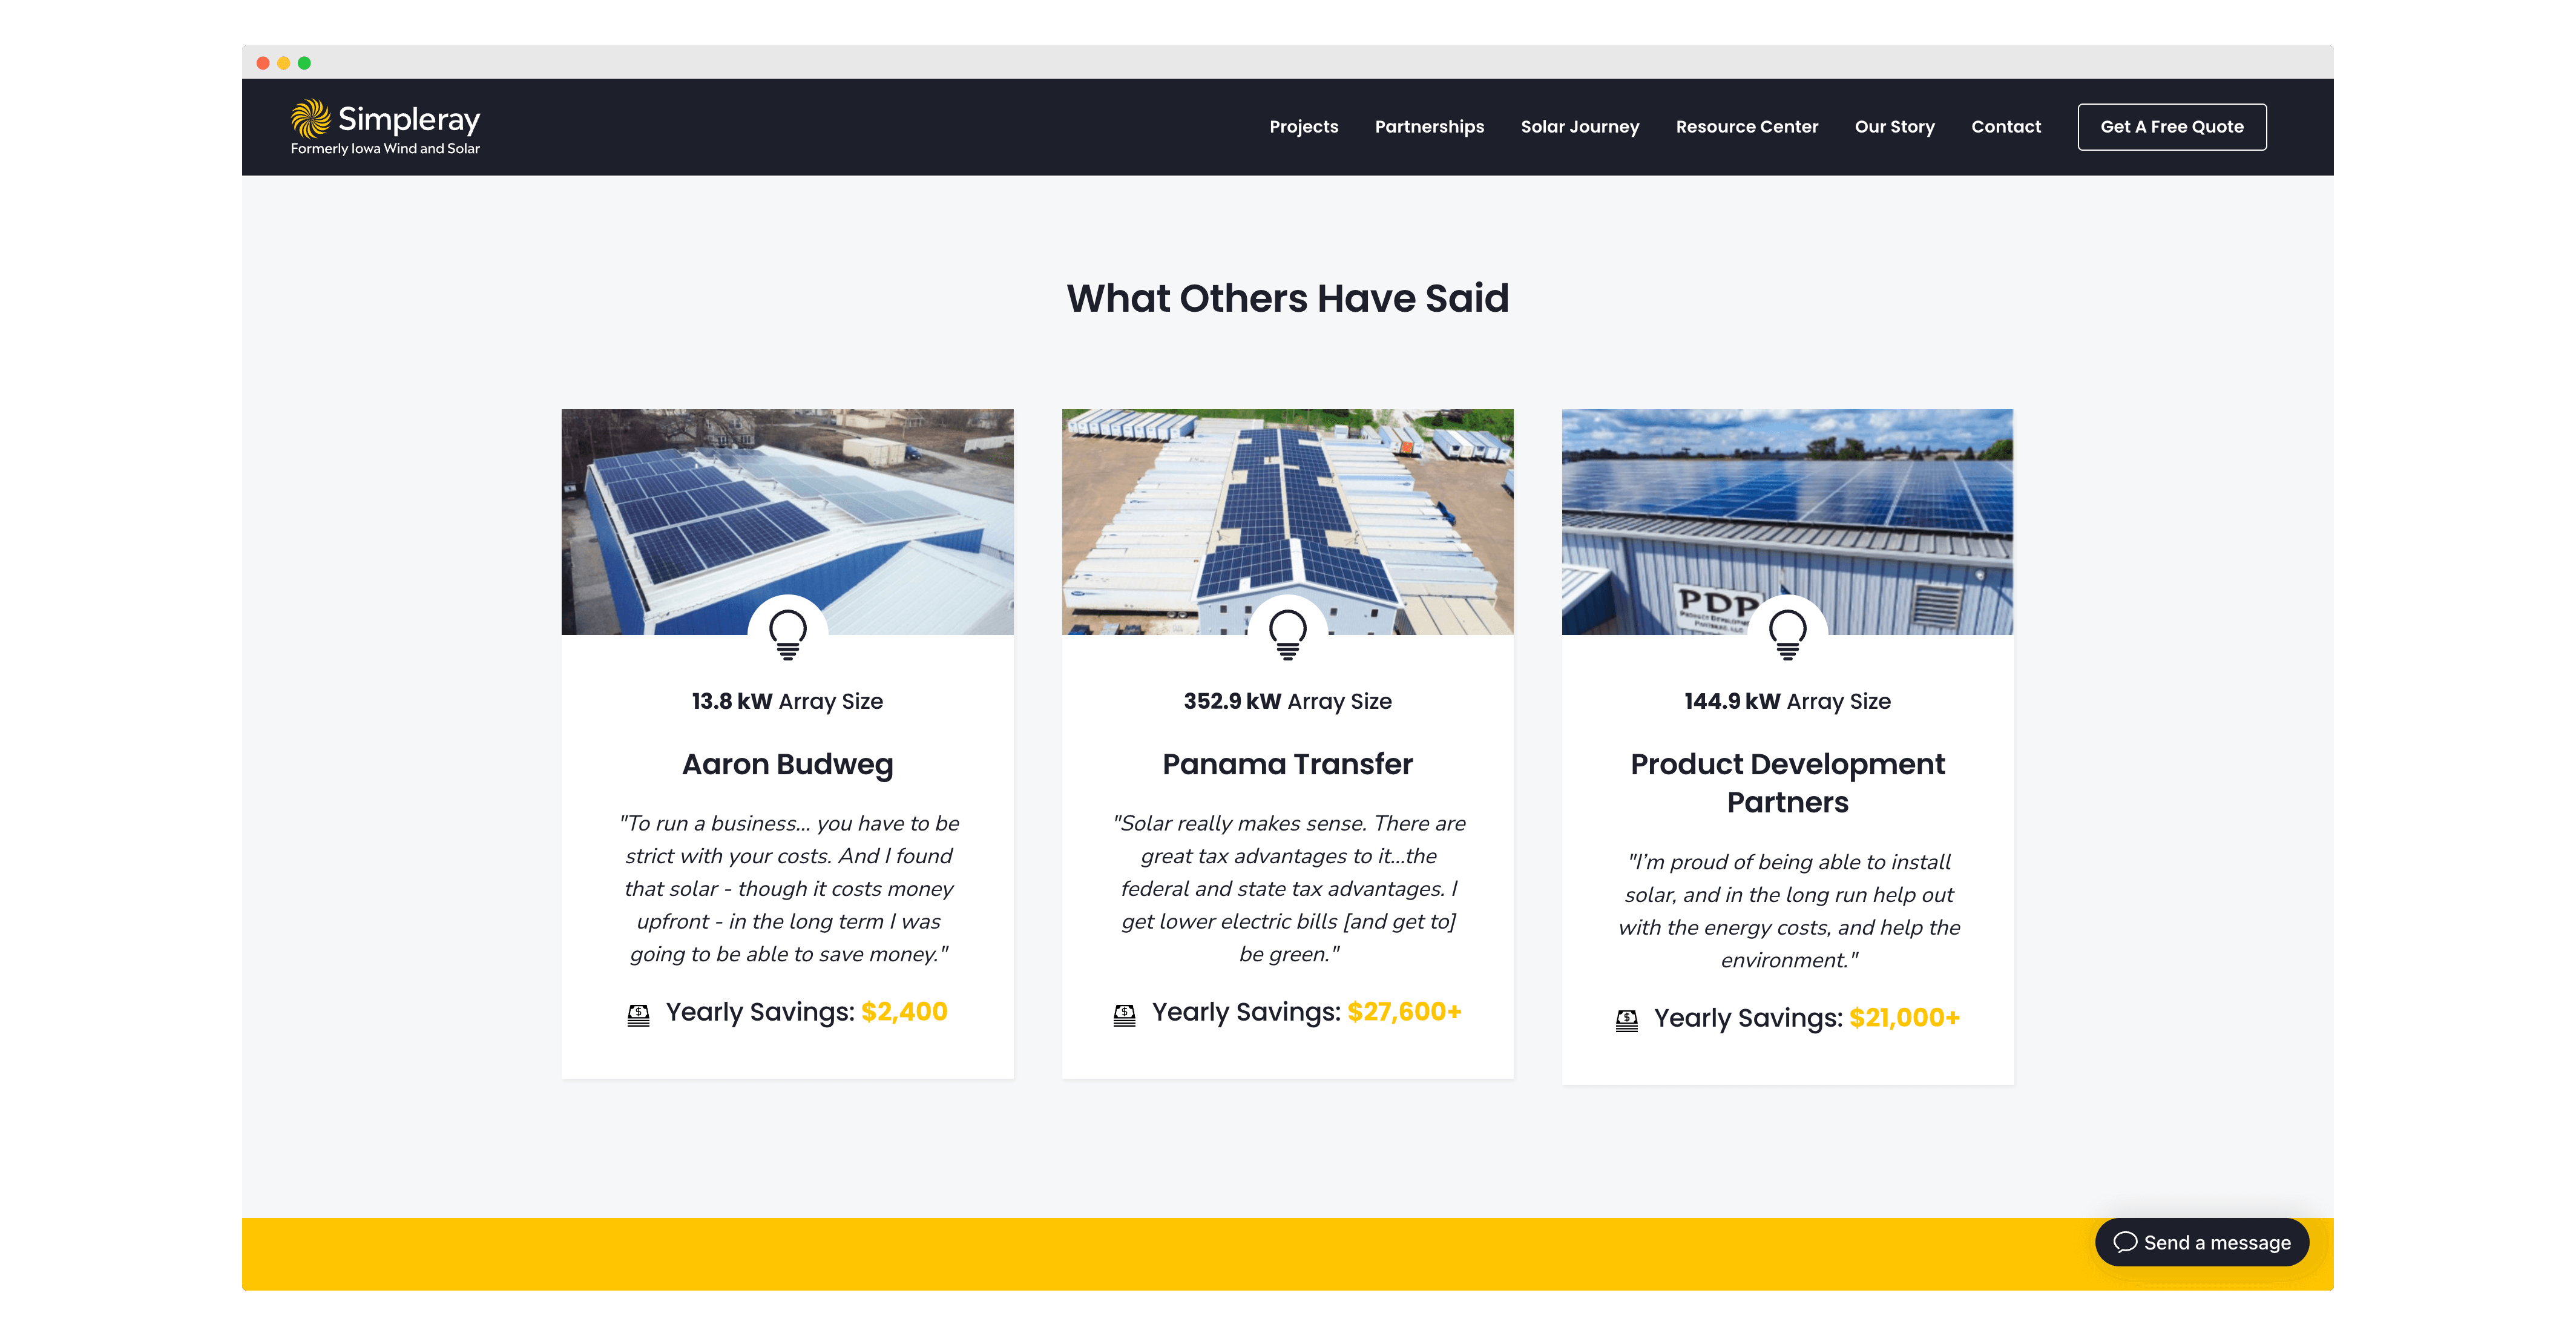 Simpleray
Formerly Iowa Wind and Solar
Projects
Partnerships
Solar Journey
Resource Center
Our Story
Contact
Get A Free Quote
What Others Have Said
13.8 kW Array Size
Aaron Budweg
"To run a business... you have to be
strict with your costs. And I found
that solar - though it costs money
upfront - in the long term I was
going to be able to save money."
Yearly Savings: $2,400
352.9 kW Array Size
Panama Transfer
"Solar really makes sense. There are
great tax advantages to it...the
federal and state tax advantages. I
get lower electric bills [and get to]
be green."
Yearly Savings: $27,600+
PDP
Product Development
144.9 kW Array Size
Product Development
Partners
"I’m proud of being able to install
solar, and in the long run help out
with the energy costs, and help the
environment."
Yearly Savings: $21,000+
Send a message